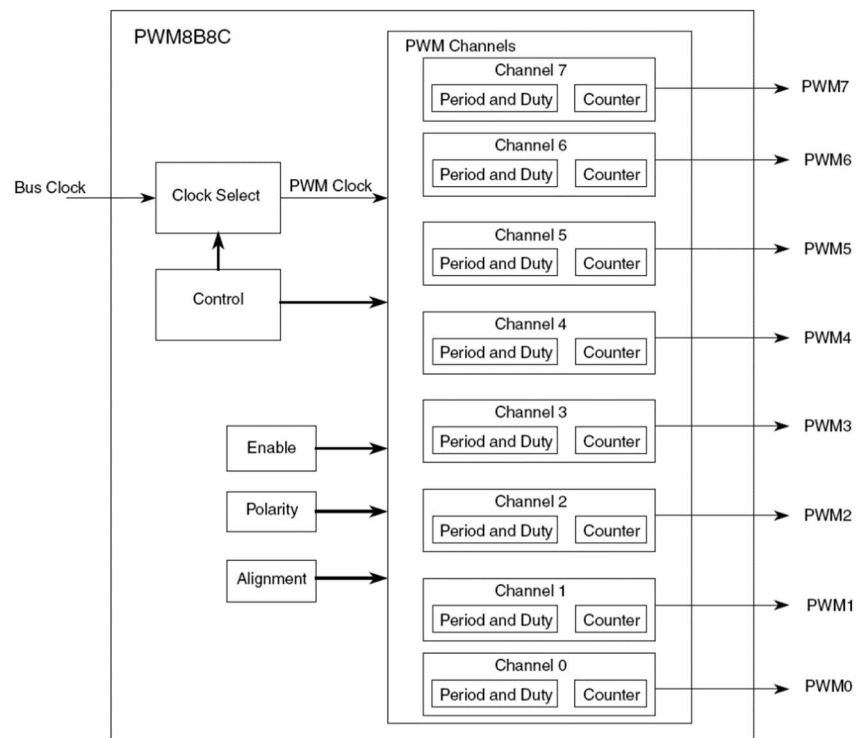 PWM8B8C
PWM Channels
Channel 7
Period and Duty
Counter
PWM7
Channel 6
Period and Duty
Counter
PWM6
Bus Clock
Clock Select
PWM Clock
Channel 5
Period and Duty
Counter
PWM5
Control
Channel 4
Period and Duty
Counter
PWM4
Channel 3
Period and Duty
Counter
PWM3
Enable
Polarity
Alignment
Channel 2
Period and Duty
Counter
PWM2
Channel 1
Period and Duty
Counter
PWM1
Channel 0
Period and Duty
Counter
PWM0